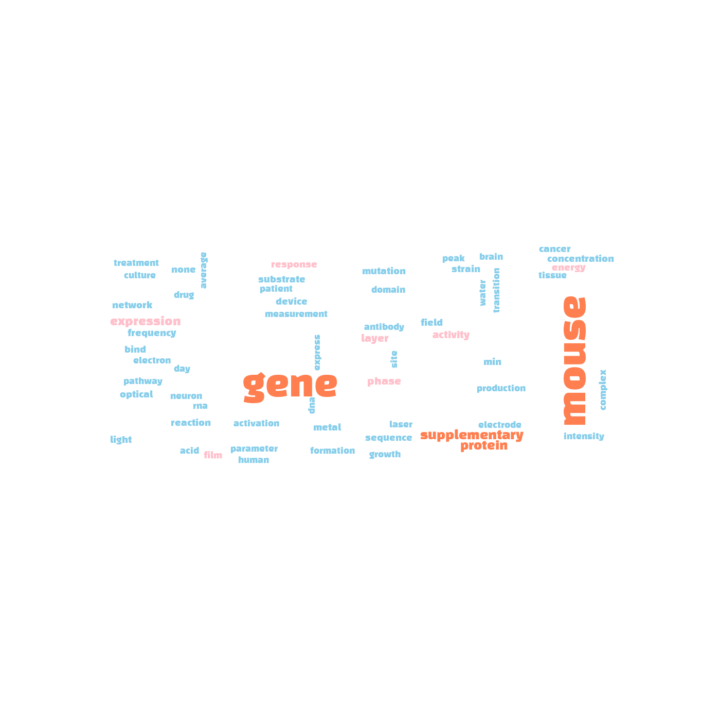 cancer
brain
peak
concentration
treatment
response
energy
none
strain
mutation
culture
tissue
average
substrate
patient
domain
water
transition
drug
device
network
measurement
expression
field
antibody
frequency
activity
layer
express
bind
site
electron
min
mouse
day
pathway
phase
gene
production
complex
optical
neuron
rna
dna
reaction
activation
laser
electrode
metal
supplementary
sequence
intensity
light
protein
acid
film
parameter
formation
growth
human